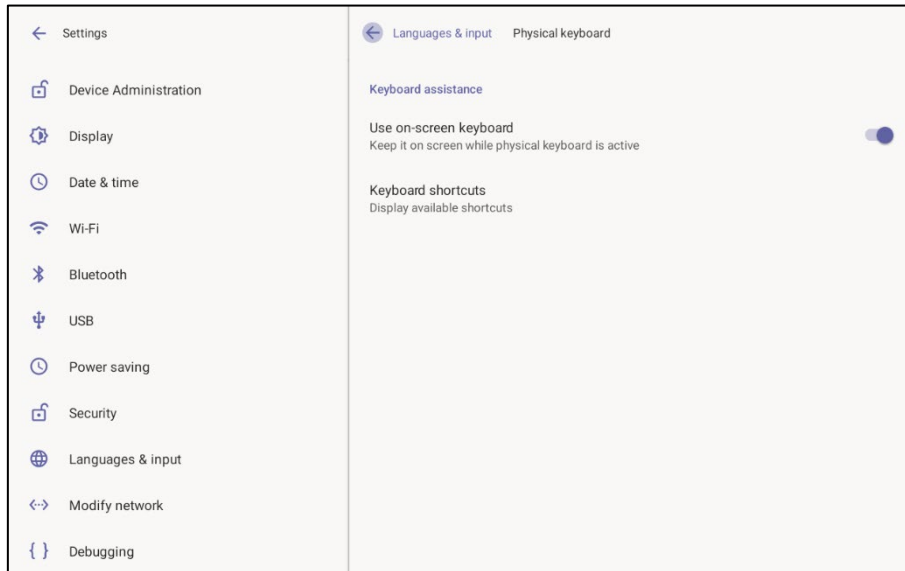 Settings
Device Administration
Display
Date & time
Wi-Fi
Bluetooth
USB
Power saving
Security
Languages & input
Modify network
Debugging
Languages & input Physical keyboard
Keyboard assistance
Use on-screen keyboard
Keep it on screen while physical keyboard is active
Keyboard shortcuts
Display available shortcuts